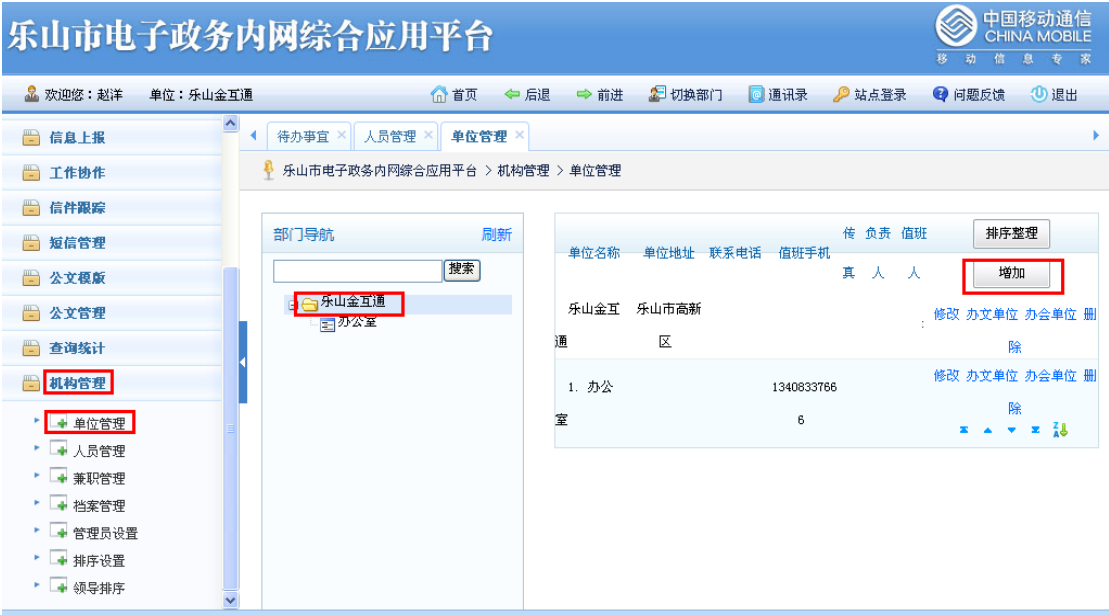 乐山市电子政务内网综合应用平台
中国移动通信
CHINA MOBILE
移 动 信 息 专 家
欢迎您：赵洋 单位：乐山金互通 首页 后退 前进 切换部门 通讯录 站点登录 问题反馈 退出
信息上报
工作协作
信件跟踪
短信管理
公文模版
公文管理
查询统计
机构管理
单位管理
人员管理
兼职管理
档案管理
管理员设置
排序设置
领导排序
待办事宜 × 人员管理 × 单位管理 ×
乐山市电子政务内网综合应用平台 > 机构管理 > 单位管理
部门导航 刷新
搜索
乐山金互通
办公室
单位名称 单位地址 联系电话 值班手机 传真 负责人 值班人 排序整理
增加
乐山金互 乐山市高新 : 修改 办文单位 办会单位 删
通 区 除
1. 办公 1340833766 修改 办文单位 办会单位 删
室 6 除